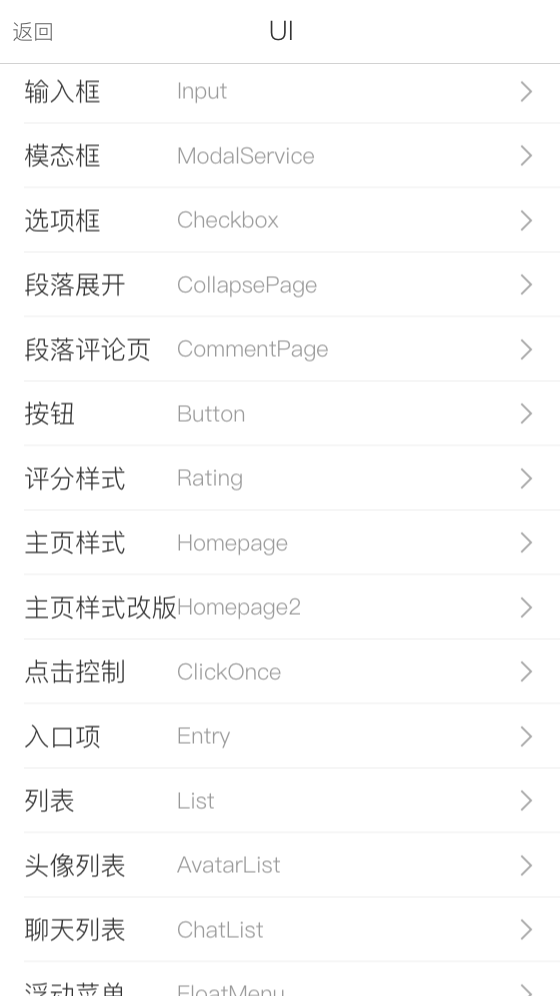 返回 UI
输入框 Input
模态框 ModalService
选项框 Checkbox
段落展开 CollapsePage
段落评论页 CommentPage
按钮 Button
评分样式 Rating
主页样式 Homepage
主页样式改版 Homepage2
点击控制 ClickOnce
入口项 Entry
列表 List
头像列表 AvatarList
聊天列表 ChatList
浮动菜单 FloatMenu